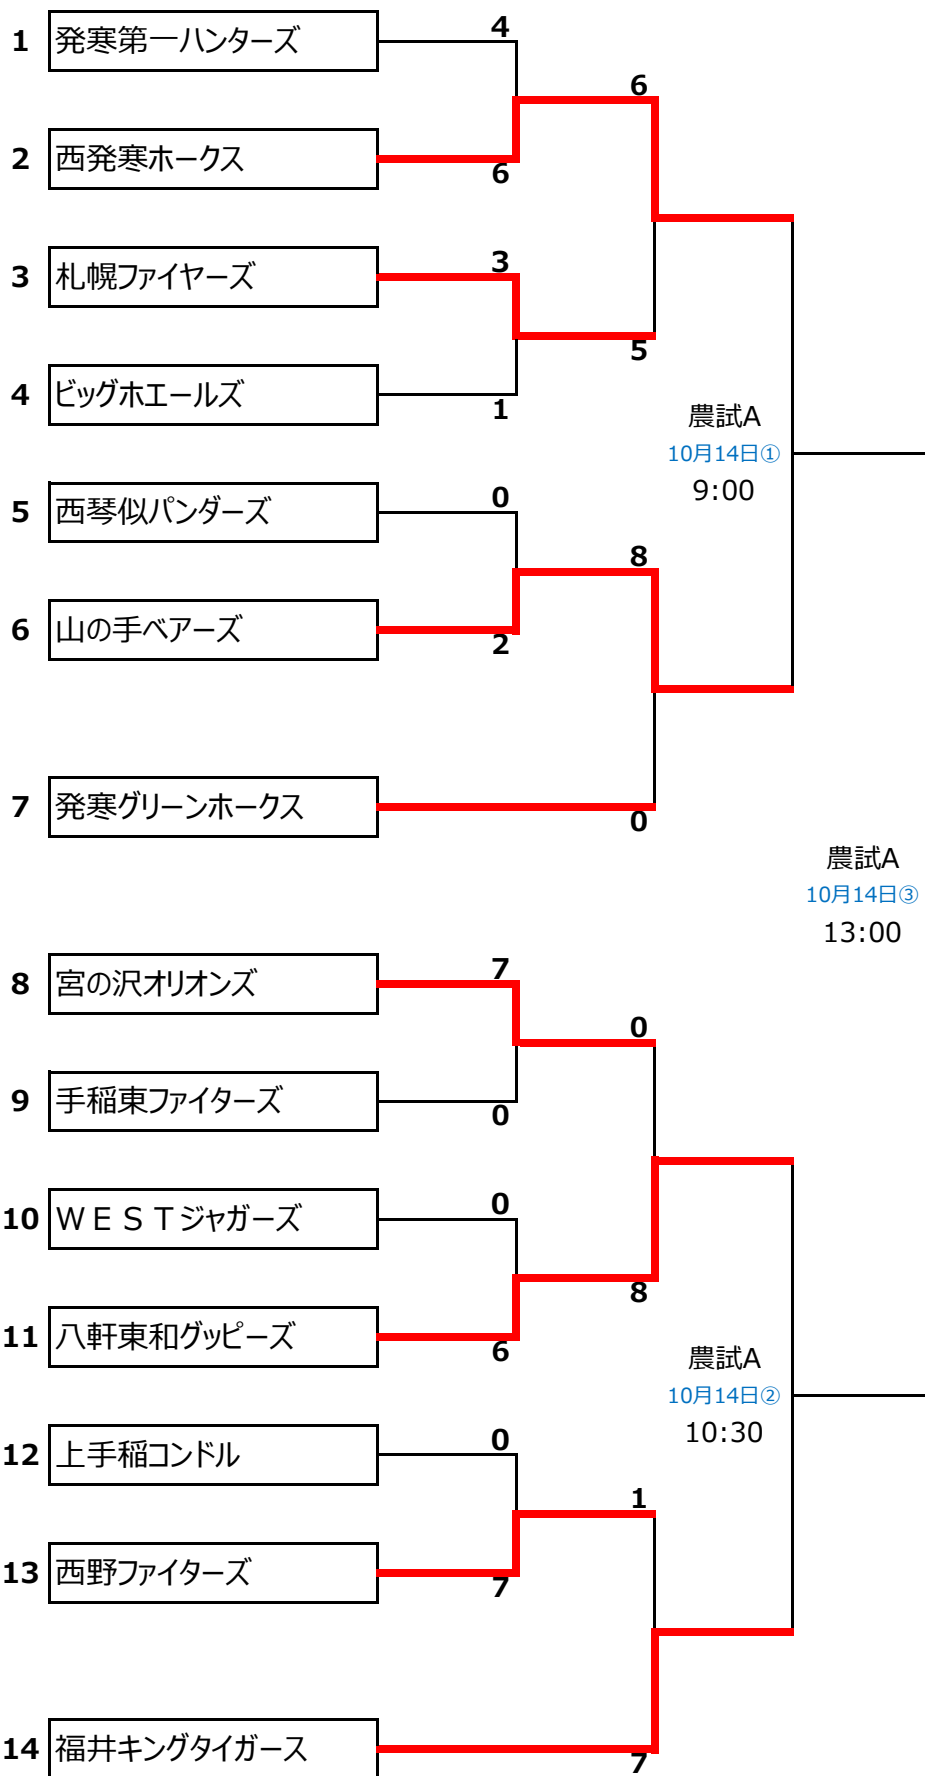 4
1 発寒第一ハンターズ
6
2 西発寒ホークス
6
3
3 札幌ファイヤーズ
5
4 ビッグホエールズ
1
農試A
10月14日①
9:00
0
5 西琴似パンダーズ
8
6 山の手ベアーズ
2
7 発寒グリーンホークス
0
農試A
10月14日③
13:00
7
8 宮の沢オリオンズ
0
9 手稲東ファイターズ
0
0
10 ＷＥＳＴジャガーズ
8
11 八軒東和グッピーズ
6
農試A
10月14日②
10:30
0
12 上手稲コンドル
1
13 西野ファイターズ
7
14 福井キングタイガース
7